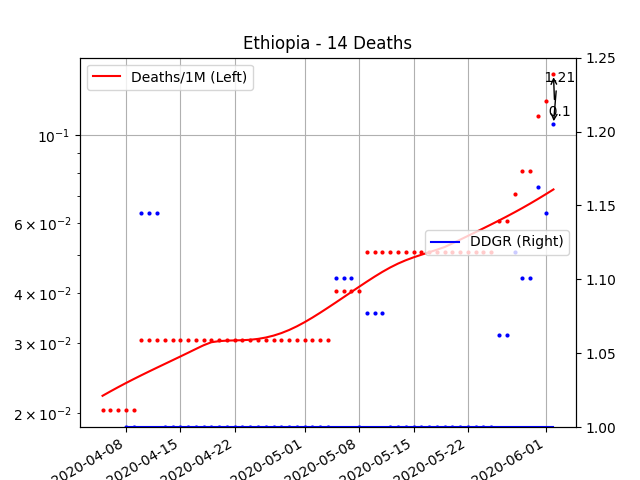 Ethiopia - 14 Deaths
Deaths/1M (Left)
DDGR (Right)
1.21
0.1
10⁻¹
6 × 10⁻²
4 × 10⁻²
3 × 10⁻²
2 × 10⁻²
1.25
1.20
1.15
1.10
1.05
1.00
2020-04-08
2020-04-15
2020-04-22
2020-05-01
2020-05-08
2020-05-15
2020-05-22
2020-06-01